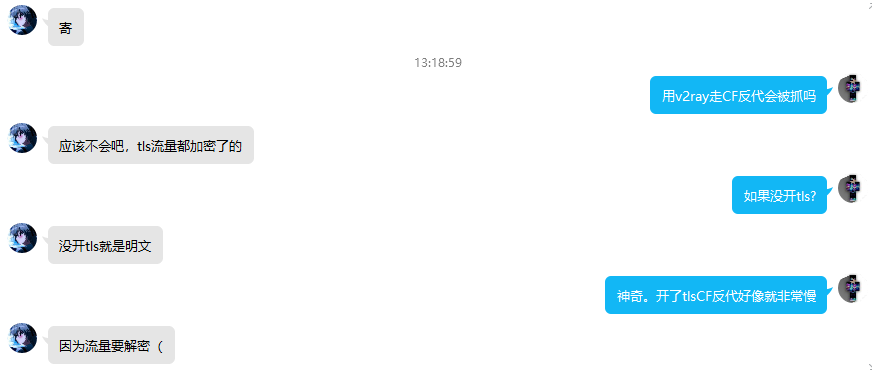 寄
13:18:59
用v2ray走CF反代会被抓吗
应该不会吧，tls流量都加密了的
如果没开tls?
没开tls就是明文
神奇。开了tlsCF反代好像就非常慢
因为流量要解密（